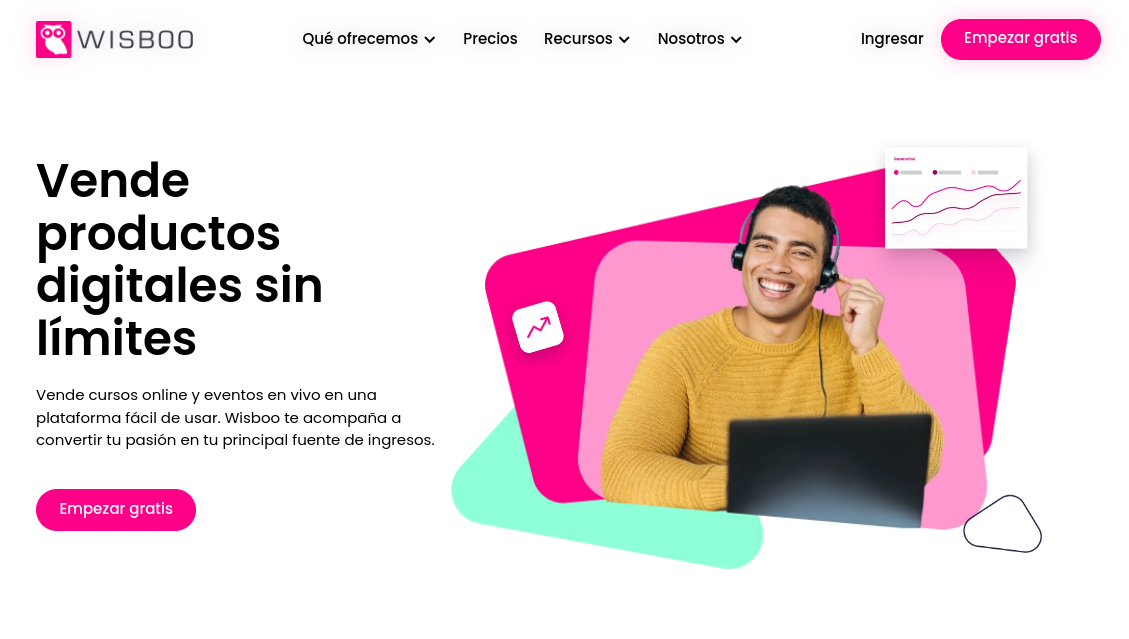 WISBOO
Qué ofrecemos
Precios
Recursos
Nosotros
Ingresar
Empezar gratis
Vende
productos
digitales sin
límites
Vende cursos online y eventos en vivo en una
plataforma fácil de usar. Wisboo te acompaña a
convertir tu pasión en tu principal fuente de ingresos.
Empezar gratis